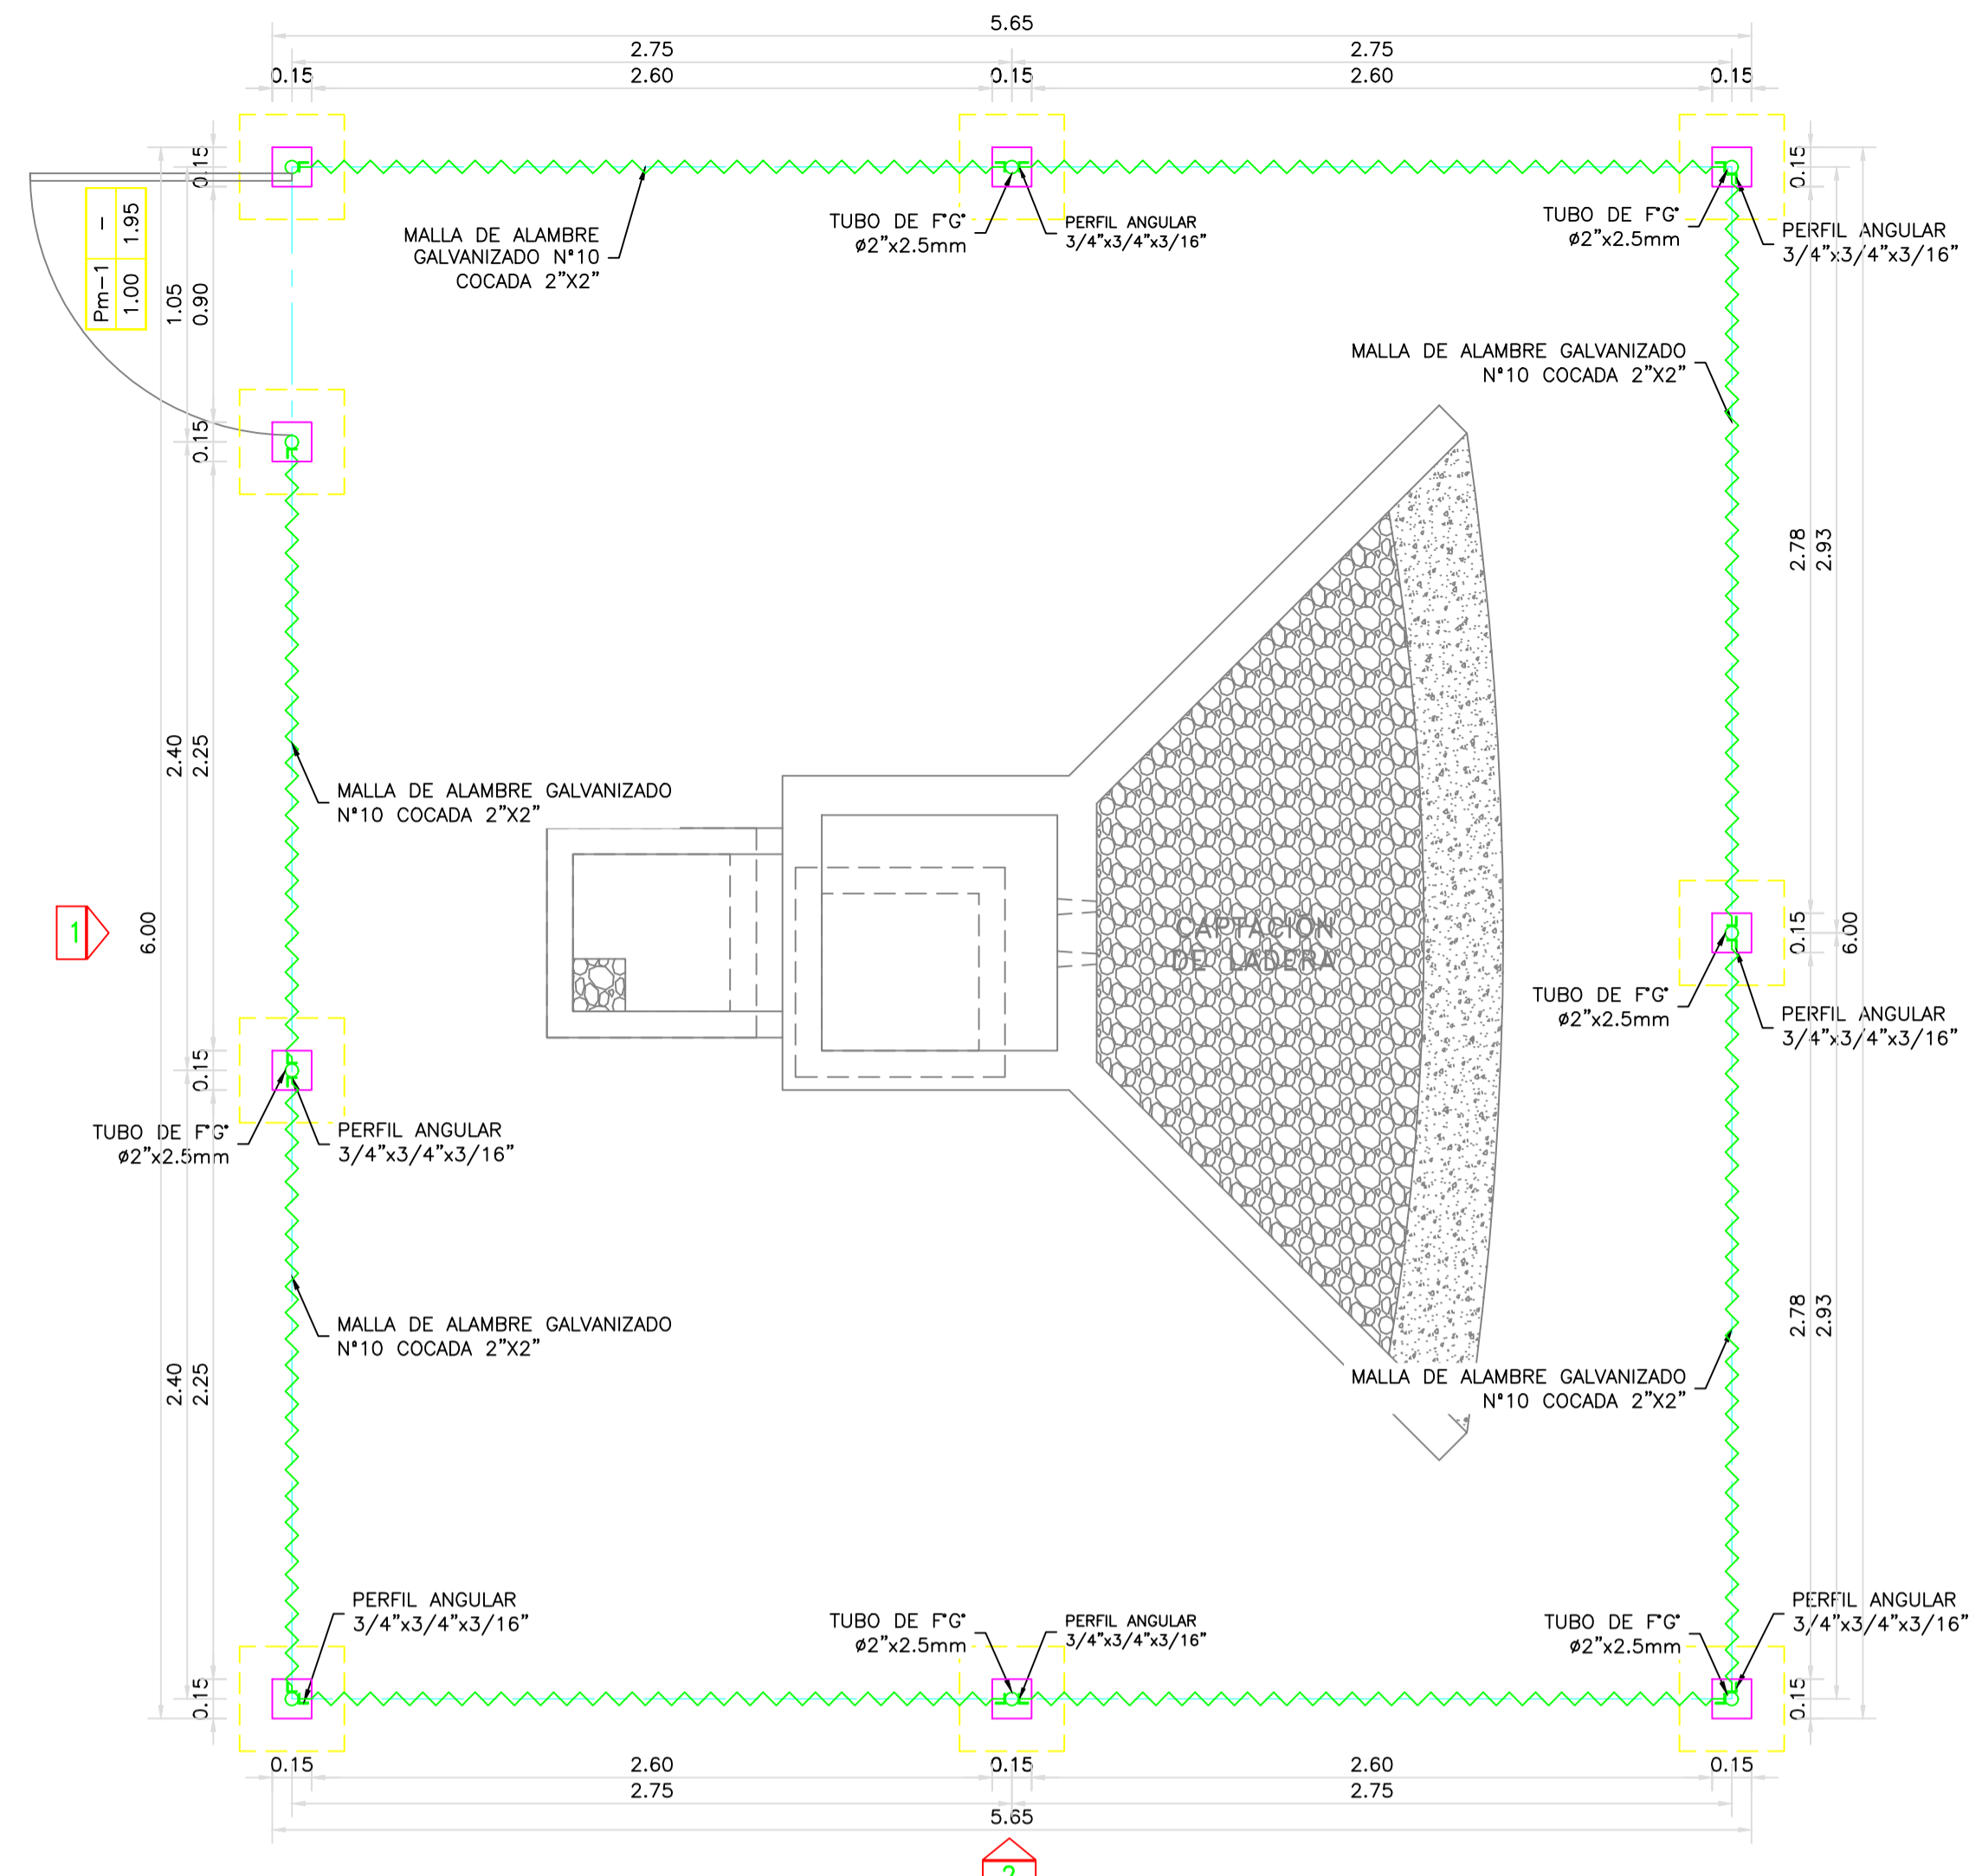 5.65
2.75
2.75
0.15
2.60
0.15
2.60
0.15
0.15
0.15
MALLA DE ALAMBRE
GALVANIZADO N°10
COCADA 2"X2"
TUBO DE F°G°
ø2"x2.5mm
PERFIL ANGULAR
3/4"x3/4"x3/16"
TUBO DE F°G°
ø2"x2.5mm
PERFIL ANGULAR
3/4"x3/4"x3/16"
Pm-1 -
1.00 1.95
1.05
0.90
MALLA DE ALAMBRE GALVANIZADO
N°10 COCADA 2"X2"
0.15
2.78
2.93
2.40
2.25
MALLA DE ALAMBRE GALVANIZADO
N°10 COCADA 2"X2"
1
6.00
CAPTACION
DE LADERA
0.15
6.00
TUBO DE F°G°
ø2"x2.5mm
PERFIL ANGULAR
3/4"x3/4"x3/16"
0.15
TUBO DE F°G°
ø2"x2.5mm
PERFIL ANGULAR
3/4"x3/4"x3/16"
MALLA DE ALAMBRE GALVANIZADO
N°10 COCADA 2"X2"
2.78
2.93
2.40
2.25
MALLA DE ALAMBRE GALVANIZADO
N°10 COCADA 2"X2"
PERFIL ANGULAR
3/4"x3/4"x3/16"
TUBO DE F°G°
ø2"x2.5mm
PERFIL ANGULAR
3/4"x3/4"x3/16"
TUBO DE F°G°
ø2"x2.5mm
PERFIL ANGULAR
3/4"x3/4"x3/16"
0.15
0.15
0.15
2.60
0.15
2.60
0.15
2.75
2.75
5.65
2